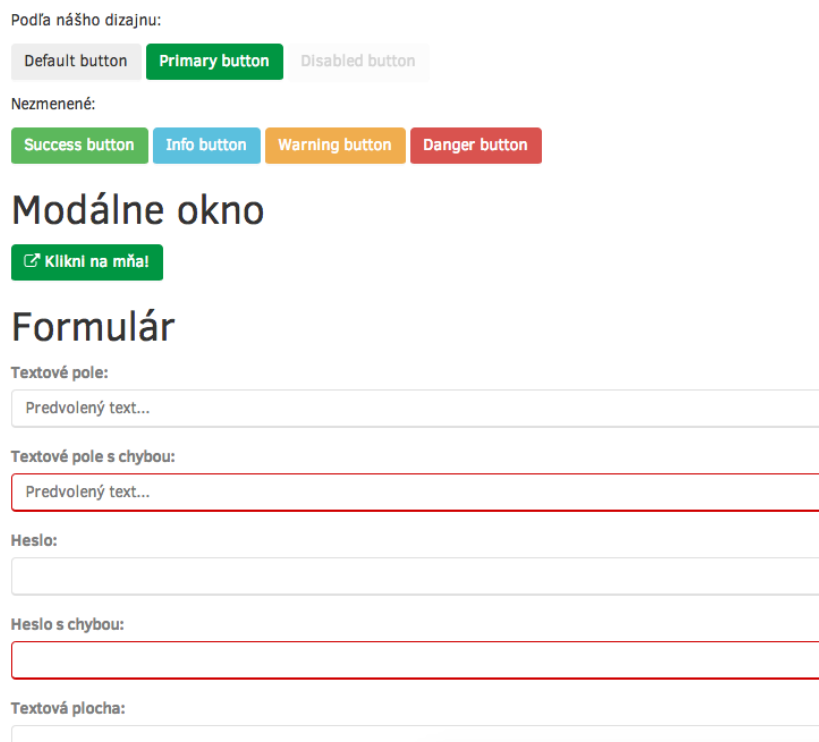 Podľa nášho dizajnu:
Default button Primary button Disabled button
Nezmenené:
Success button Info button Warning button Danger button
Modálne okno
Klikni na mňa!
Formulár
Textové pole:
Predvolený text...
Textové pole s chybou:
Predvolený text...
Heslo:
Heslo s chybou:
Textová plocha: